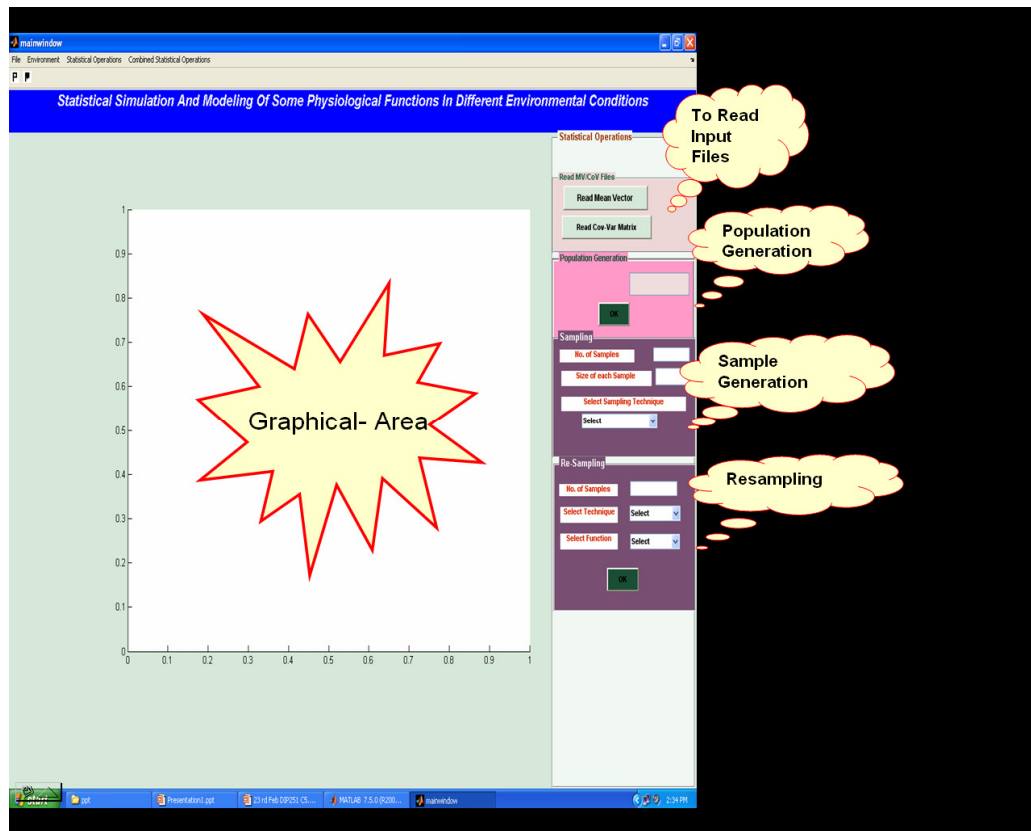 mainwindow
File Environment Statistical Operations Combined Statistical Operations
Statistical Simulation And Modeling Of Some Physiological Functions In Different Environmental Conditions
Statistical Operations
Read MV/CoV Files
Read Mean Vector
Read Cov-Var Matrix
Population Generation
OK
Sampling
No. of Samples
Size of each Sample
Select Sampling Technique
Select
Re-Sampling
No. of Samples
Select Technique
Select
Select Function
Select
OK
To Read
Input
Files
Population
Generation
Sample
Generation
Resampling
Graphical- Area
1
0.9
0.8
0.7
0.6
0.5
0.4
0.3
0.2
0.1
0
0 0.1 0.2 0.3 0.4 0.5 0.6 0.7 0.8 0.9 1
start ppt Presentation1.ppt 23 rd Feb DIP251 C5.... MATLAB 7.5.0 (R200... mainwindow 2:34 PM